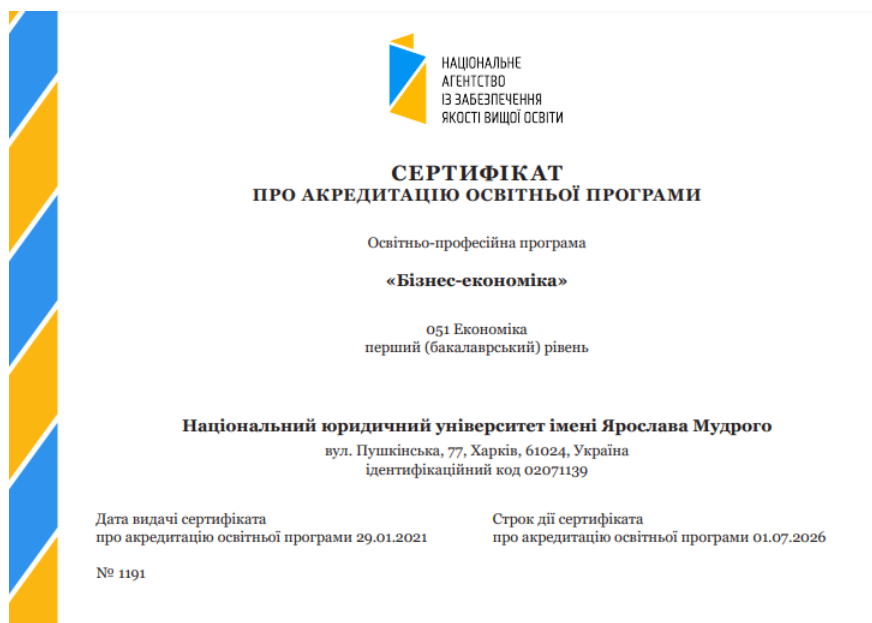 НАЦІОНАЛЬНЕ
АГЕНТСТВО
ІЗ ЗАБЕЗПЕЧЕННЯ
ЯКОСТІ ВИЩОЇ ОСВІТИ
СЕРТИФІКАТ
ПРО АКРЕДИТАЦІЮ ОСВІТНЬОЇ ПРОГРАМИ
Освітньо-професійна програма
«Бізнес-економіка»
051 Економіка
перший (бакалаврський) рівень
Національний юридичний університет імені Ярослава Мудрого
вул. Пушкінська, 77, Харків, 61024, Україна
ідентифікаційний код 02071139
Дата видачі сертифіката
про акредитацію освітньої програми 29.01.2021
Строк дії сертифіката
про акредитацію освітньої програми 01.07.2026
№ 1191